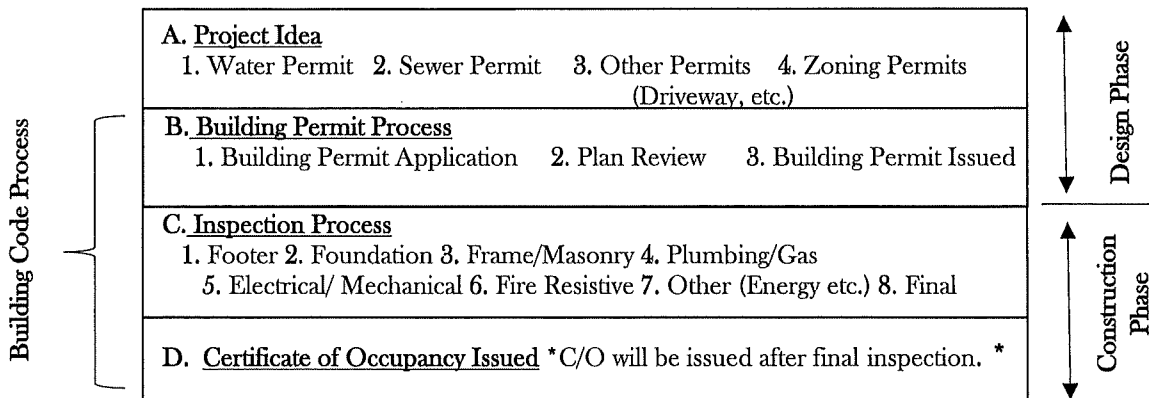 A. Project Idea
1. Water Permit 2. Sewer Permit 3. Other Permits 4. Zoning Permits
(Driveway, etc.)
B. Building Permit Process
1. Building Permit Application 2. Plan Review 3. Building Permit Issued
C. Inspection Process
1. Footer 2. Foundation 3. Frame/Masonry 4. Plumbing/Gas
5. Electrical/ Mechanical 6. Fire Resistive 7. Other (Energy etc.) 8. Final
D. Certificate of Occupancy Issued *C/O will be issued after final inspection. *
Building Code Process
Design Phase
Construction
Phase